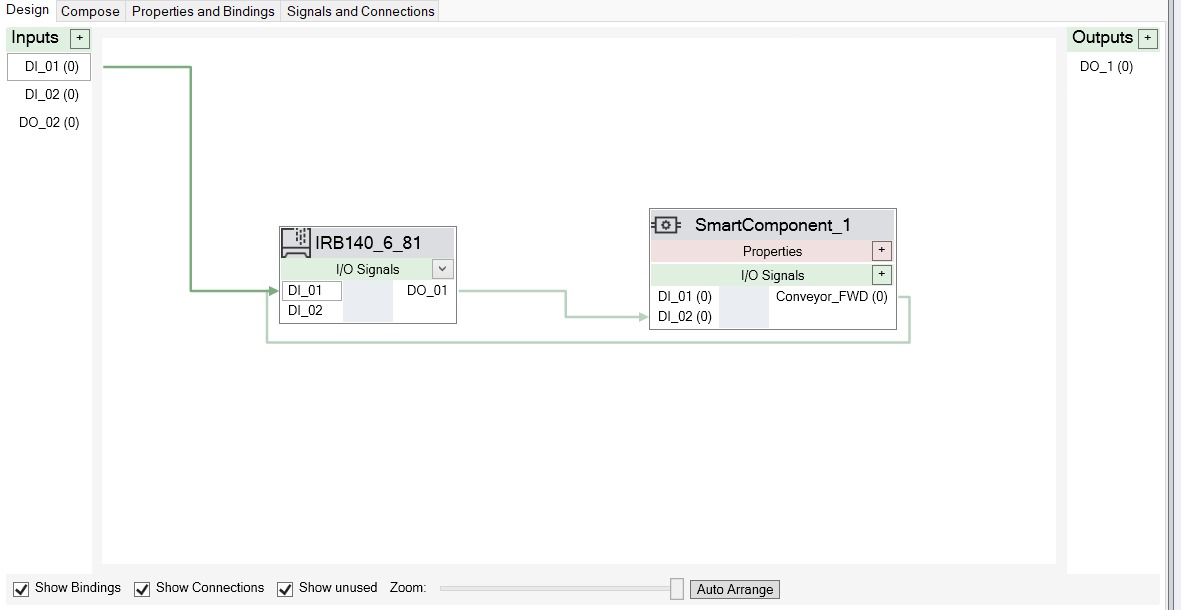 Design Compose Properties and Bindings Signals and Connections
Inputs +
DI_01 (0)
DI_02 (0)
DO_02 (0)
IRB140_6_81
I/O Signals
DI_01 DO_01
DI_02
SmartComponent_1
Properties +
I/O Signals +
DI_01 (0) Conveyor_FWD (0)
DI_02 (0)
Outputs +
DO_1 (0)
Show Bindings Show Connections Show unused Zoom: Auto Arrange